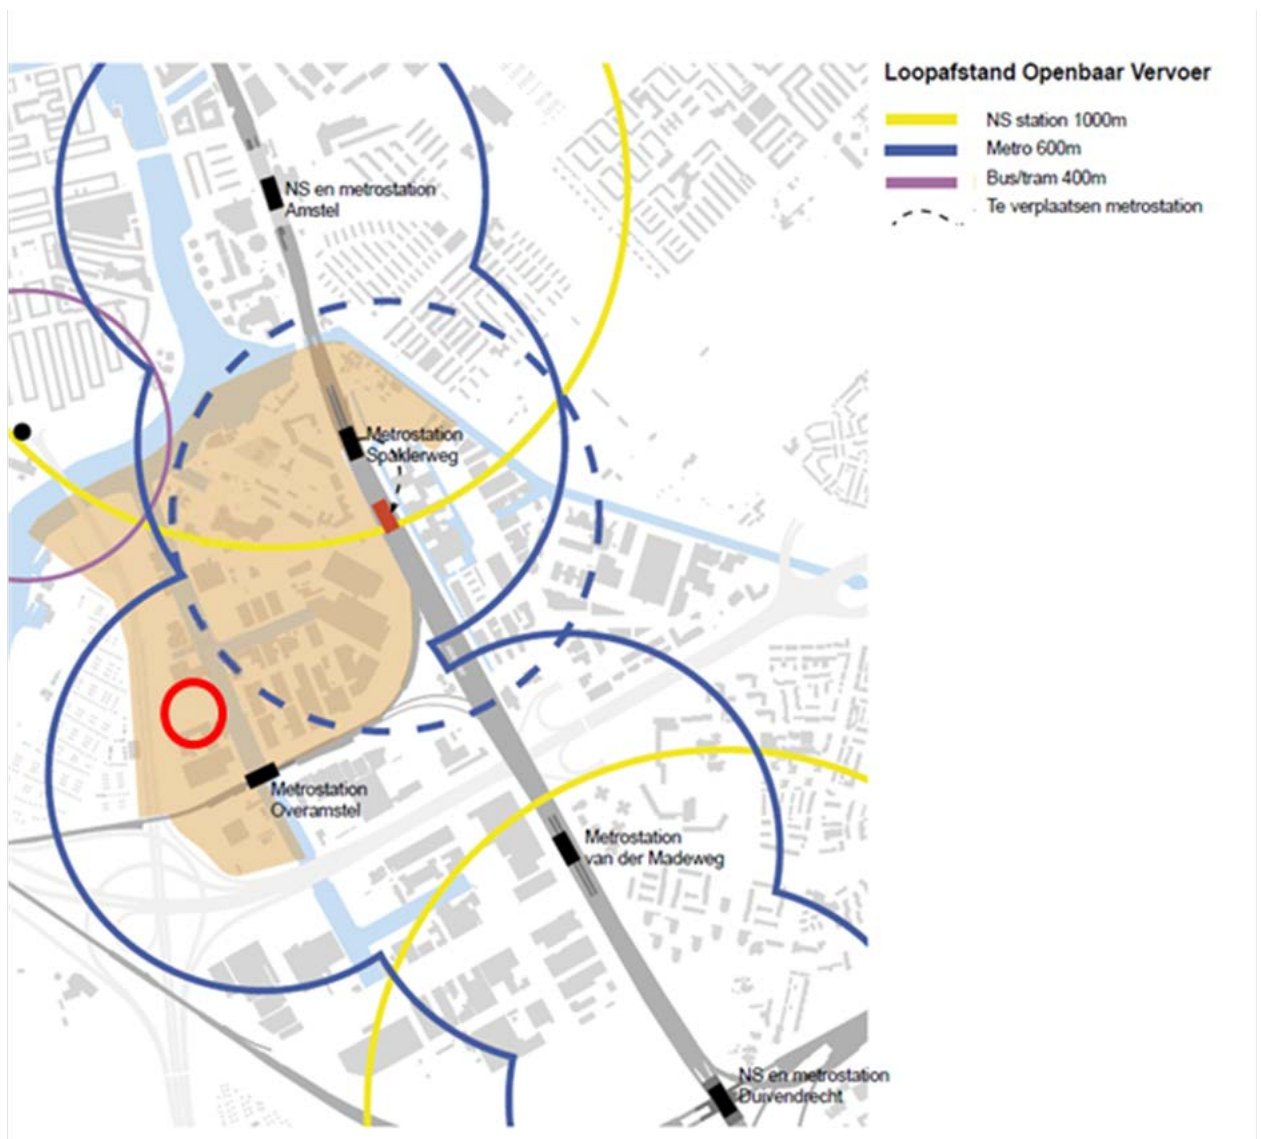 Loopafstand Openbaar Vervoer
NS station 1000m
Metro 600m
Bus/tram 400m
Te verplaatsen metrostation
NS en metrostation
Amstel
Metrostation
Spaklerweg
Metrostation
Overamstel
Metrostation
van der Madeweg
NS en metrostation
Duivendrecht